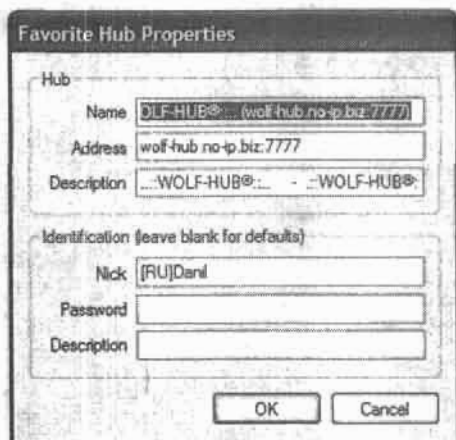 Favorite Hub Properties
Hub
Name OLF-HUB®:... (wolf-hub.no-ip.biz:7777)
Address wolf-hub.no-ip.biz:7777
Description ...:WOLF-HUB®:... - .::WOLF-HUB®:
Identification (leave blank for defaults)
Nick [RU]Danil
Password
Description
OK Cancel